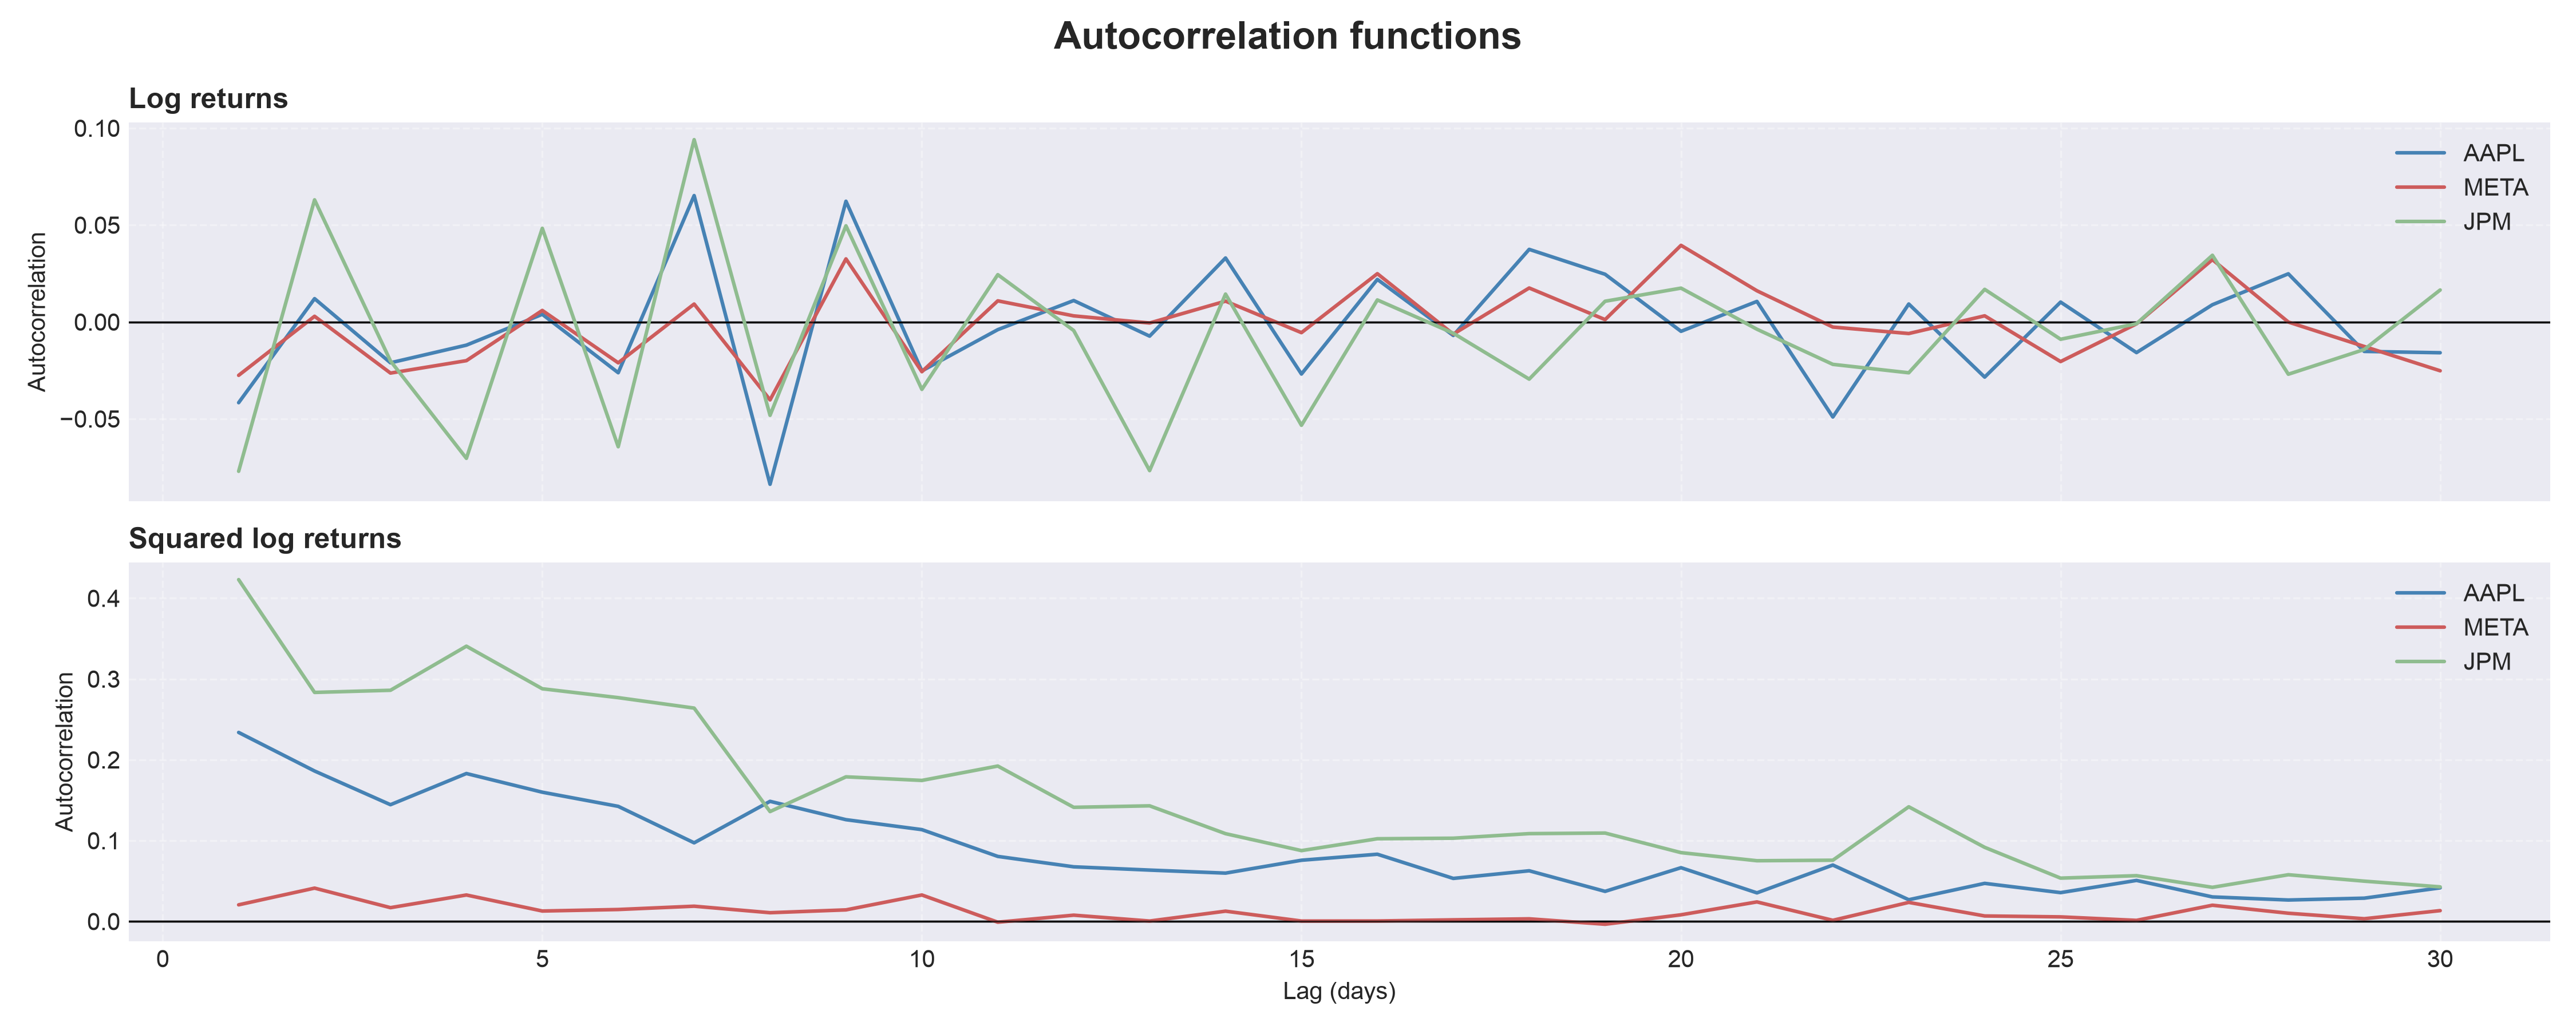 Autocorrelation functions
Log returns
0.10
0.05
0.00
−0.05
Autocorrelation
AAPL
META
JPM
Squared log returns
0.4
0.3
0.2
0.1
0.0
Autocorrelation
AAPL
META
JPM
0 5 10 15 20 25 30
Lag (days)